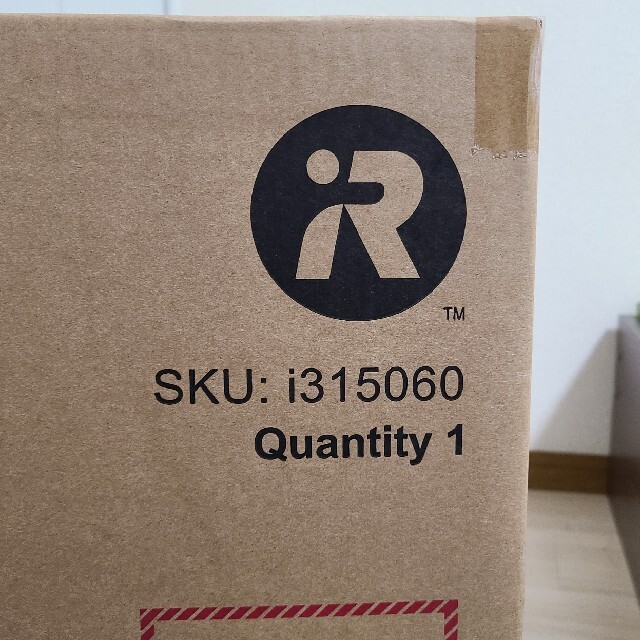 iR
TM
SKU: i315060
Quantity 1